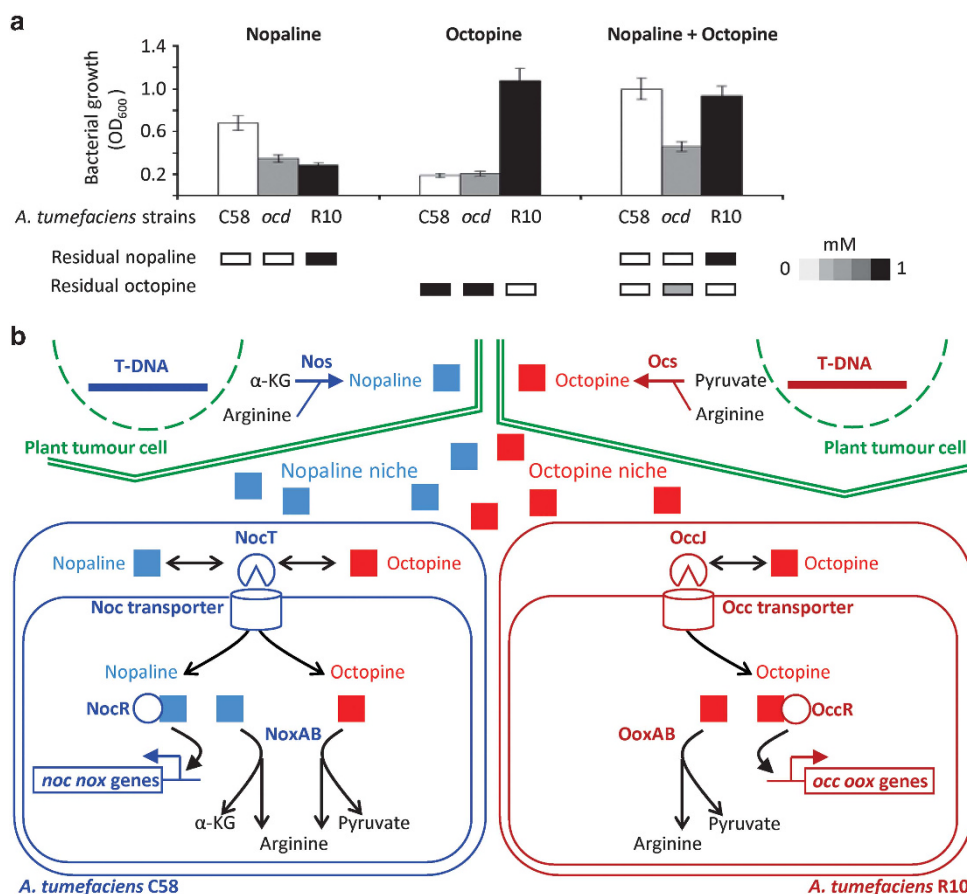 a
Nopaline Octopine Nopaline + Octopine
Bacterial growth
(OD600)
1.4
1.0
0.6
0.2
A. tumefaciens strains C58 ocd R10 C58 ocd R10 C58 ocd R10
Residual nopaline
Residual octopine
mM
0 1
b
T-DNA
Nos
α-KG Nopaline
Arginine
Plant tumour cell
Ocs
Octopine Pyruvate
Arginine
T-DNA
Plant tumour cell
Nopaline niche Octopine niche
NocT
Nopaline Octopine
Noc transporter
Nopaline Octopine
NocR
NoxAB
noc nox genes
α-KG Pyruvate
Arginine
A. tumefaciens C58
OccJ
Octopine
Occ transporter
Octopine
OccR
OoxAB
occ oox genes
Pyruvate
Arginine
A. tumefaciens R10